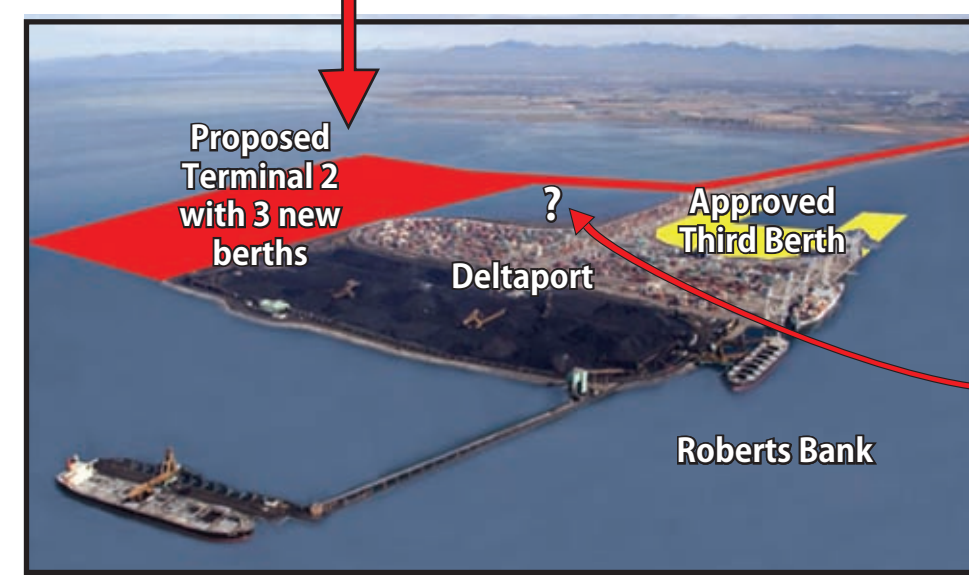 Proposed
Terminal 2
with 3 new
berths
?
Approved
Third Berth
Deltaport
Roberts Bank